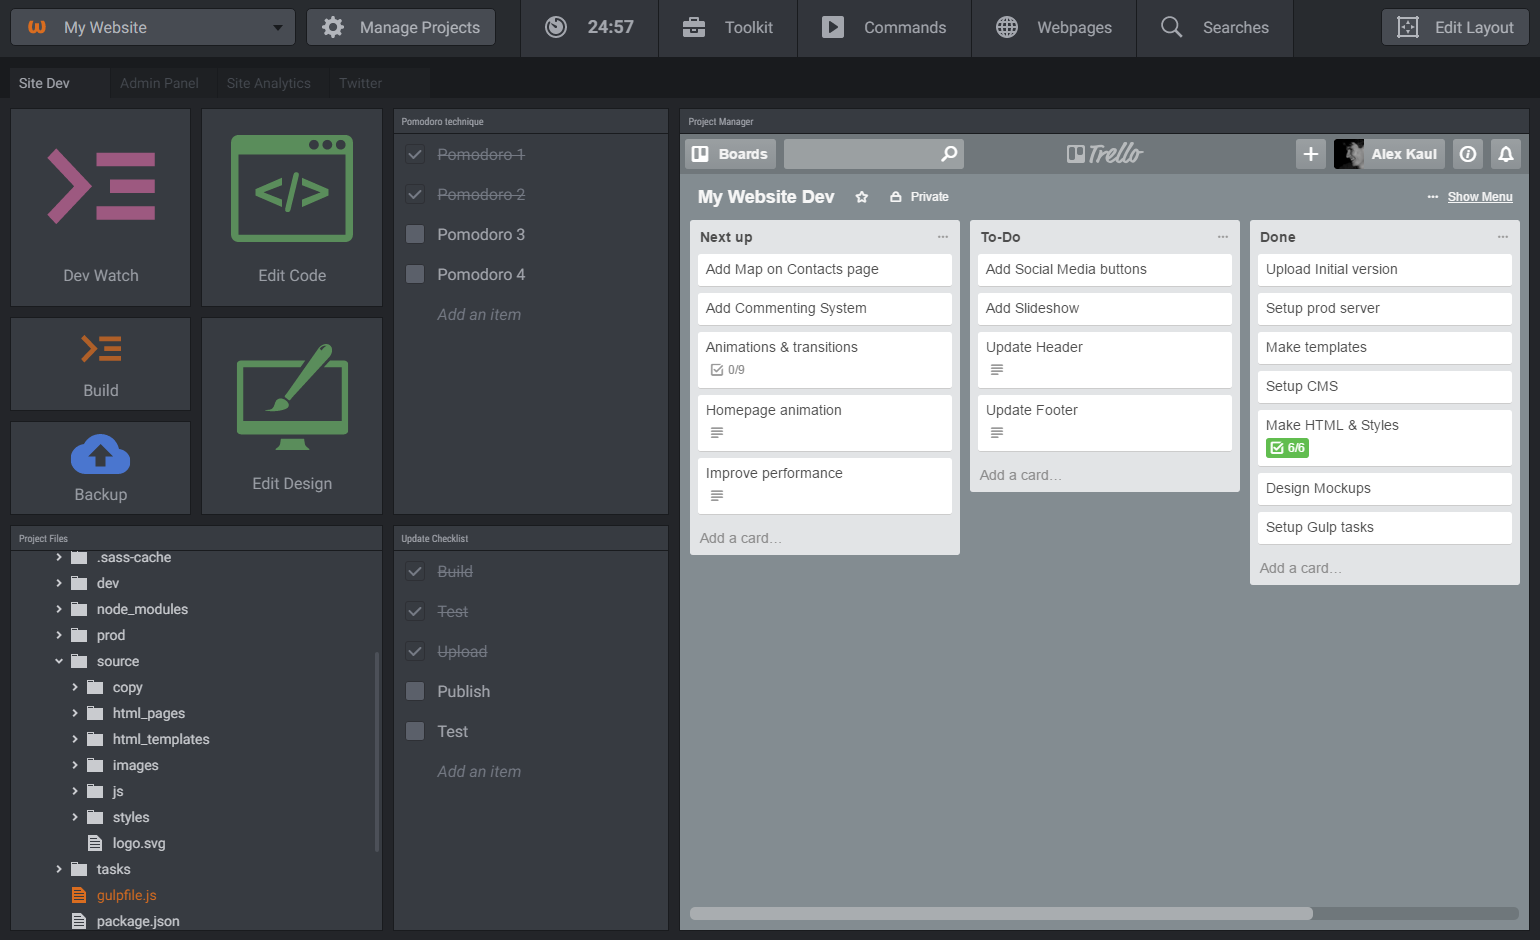 My Website
Manage Projects
24:57
Toolkit
Commands
Webpages
Searches
Edit Layout
Site Dev
Admin Panel
Site Analytics
Twitter
Dev Watch
Edit Code
Build
Backup
Edit Design
Pomodoro technique
Pomodoro 1
Pomodoro 2
Pomodoro 3
Pomodoro 4
Add an item
Project Files
.sass-cache
dev
node_modules
prod
source
copy
html_pages
html_templates
images
js
styles
logo.svg
tasks
gulpfile.js
package.json
Update Checklist
Build
Test
Upload
Publish
Test
Add an item
Project Manager
Boards
Trello
Alex Kaul
My Website Dev
Private
Show Menu
Next up
Add Map on Contacts page
Add Commenting System
Animations & transitions
0/9
Homepage animation
Improve performance
Add a card...
To-Do
Add Social Media buttons
Add Slideshow
Update Header
Update Footer
Add a card...
Done
Upload Initial version
Setup prod server
Make templates
Setup CMS
Make HTML & Styles
6/6
Design Mockups
Setup Gulp tasks
Add a card...